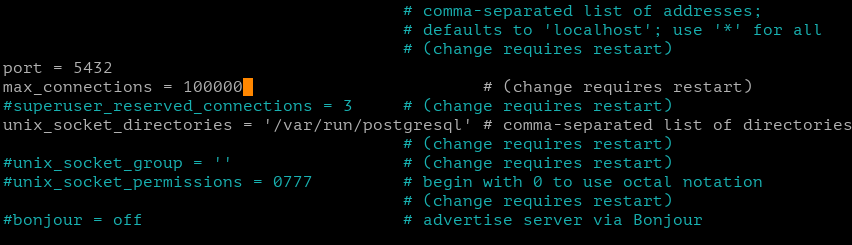 # comma-separated list of addresses;
# defaults to 'localhost'; use '*' for all
# (change requires restart)
port = 5432
max_connections = 100000 # (change requires restart)
#superuser_reserved_connections = 3 # (change requires restart)
unix_socket_directories = '/var/run/postgresql' # comma-separated list of directories
# (change requires restart)
#unix_socket_group = '' # (change requires restart)
#unix_socket_permissions = 0777 # begin with 0 to use octal notation
# (change requires restart)
#bonjour = off # advertise server via Bonjour